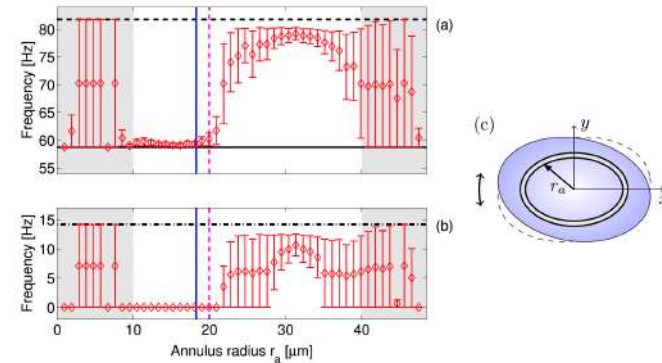 80
75
70
65
60
55
Frequency [Hz]
(a)
15
10
5
0
Frequency [Hz]
(b)
0 10 20 30 40
Annulus radius r_a [μm]
(c)
y
r_a